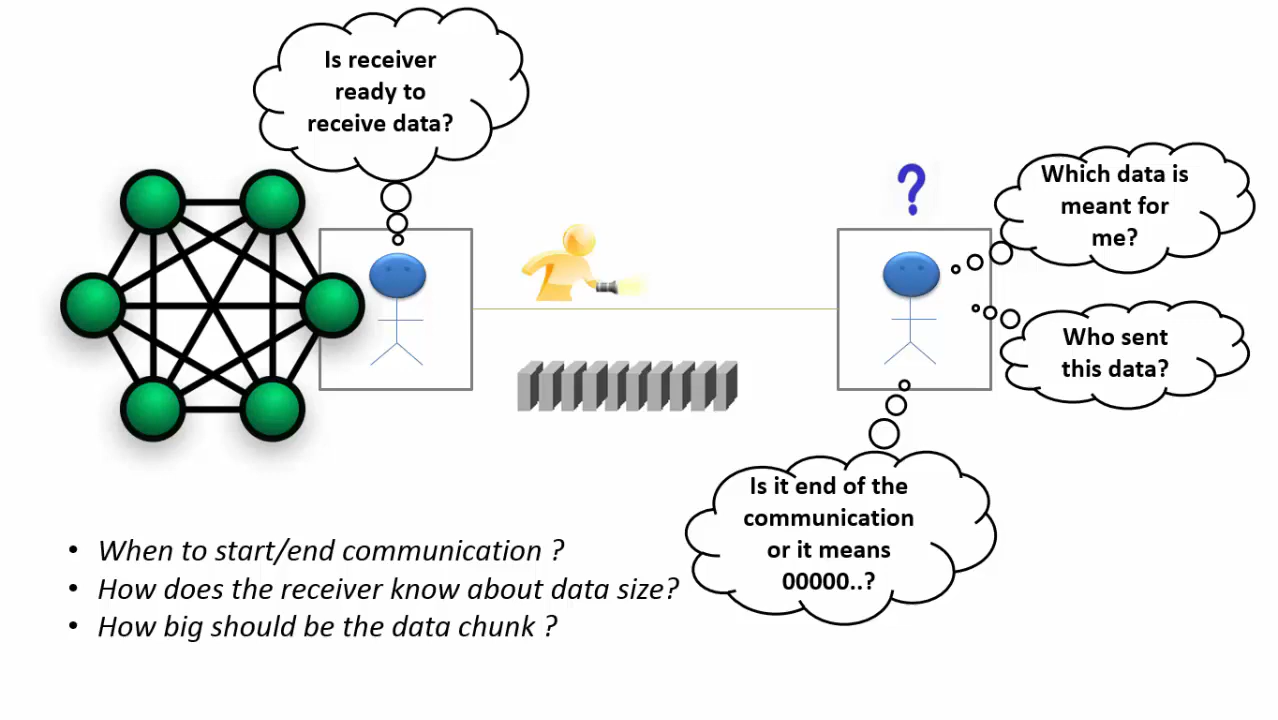 Is receiver
ready to
receive data?
?
Which data is
meant for
me?
Who sent
this data?
Is it end of the
communication
or it means
00000..?
• When to start/end communication ?
• How does the receiver know about data size?
• How big should be the data chunk ?